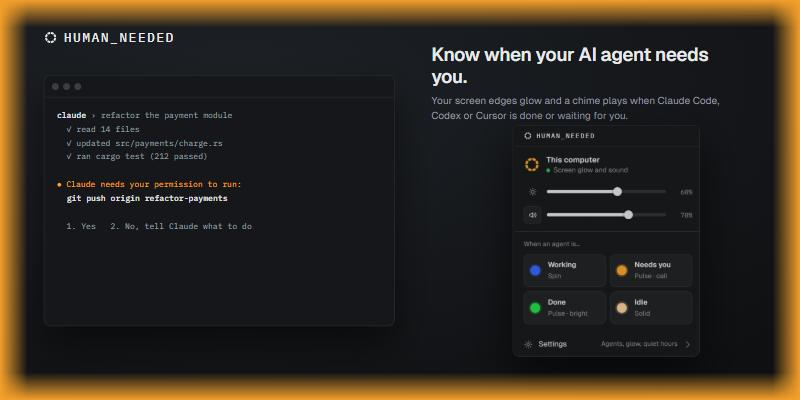 HUMAN_NEEDED
claude › refactor the payment module
√ read 14 files
√ updated src/payments/charge.rs
√ ran cargo test (212 passed)
● Claude needs your permission to run:
git push origin refactor-payments
1. Yes 2. No, tell Claude what to do
Know when your AI agent needs
you.
Your screen edges glow and a chime plays when Claude Code,
Codex or Cursor is done or waiting for you.
HUMAN_NEEDED
This computer
Screen glow and sound
60%
70%
When an agent is…
Working
Spin
Needs you
Pulse · call
Done
Pulse · bright
Idle
Solid
Settings
Agents, glow, quiet hours